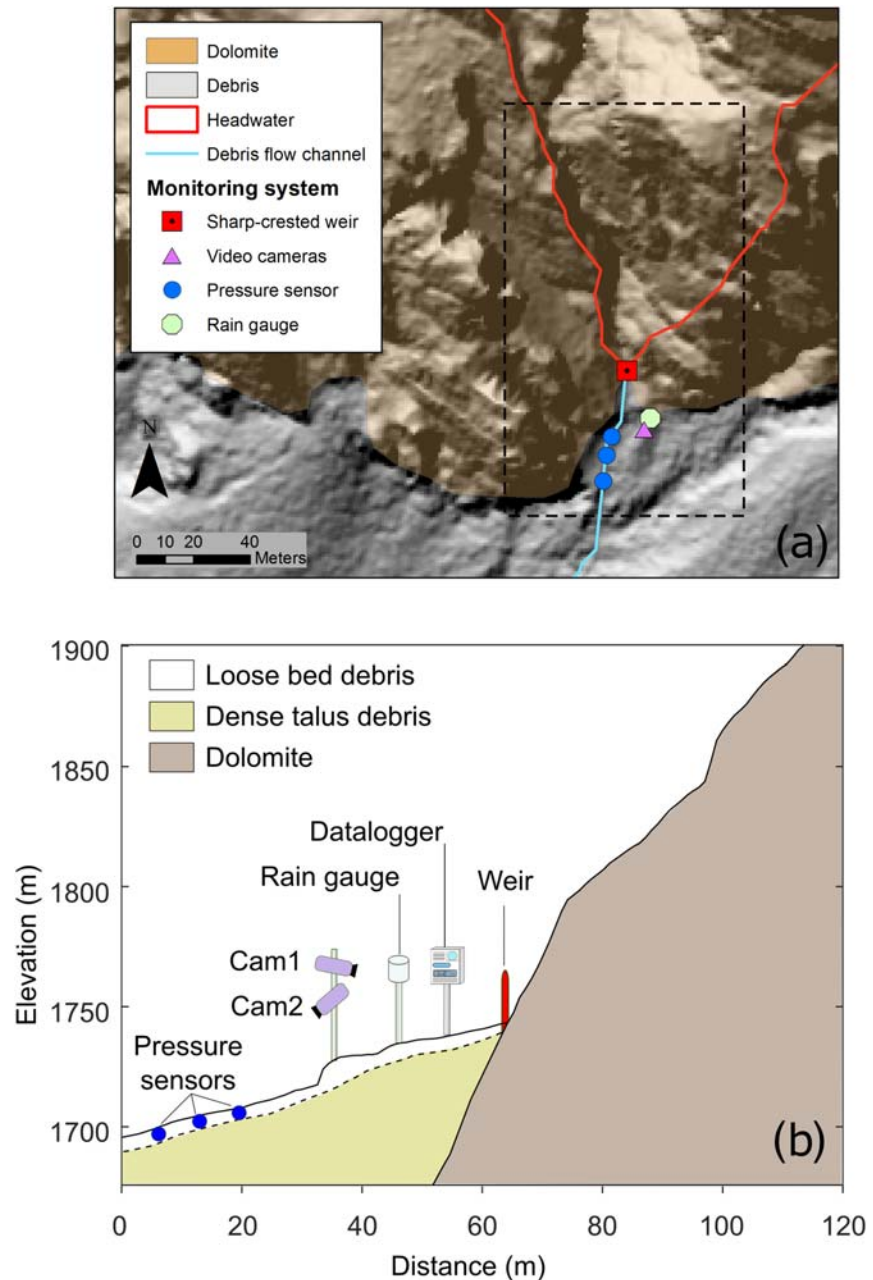 Dolomite
Debris
Headwater
Debris flow channel
Monitoring system
Sharp-crested weir
Video cameras
Pressure sensor
Rain gauge
N
0 10 20 40
Meters
(a)
1900
Loose bed debris
Dense talus debris
Dolomite
1850
Datalogger
Rain gauge
Weir
1800
Cam1
Cam2
1750
Pressure
sensors
1700
(b)
Elevation (m)
0 20 40 60 80 100 120
Distance (m)